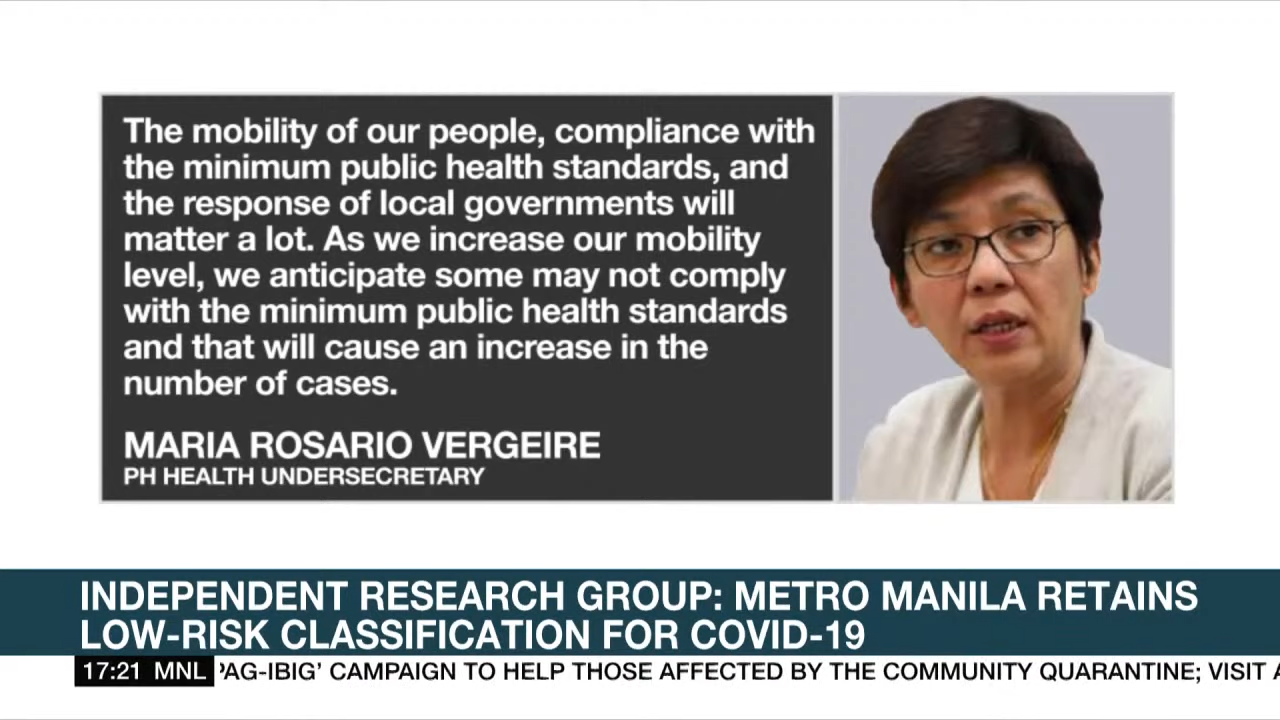 The mobility of our people, compliance with
the minimum public health standards, and
the response of local governments will
matter a lot. As we increase our mobility
level, we anticipate some may not comply
with the minimum public health standards
and that will cause an increase in the
number of cases.
MARIA ROSARIO VERGEIRE
PH HEALTH UNDERSECRETARY
INDEPENDENT RESEARCH GROUP: METRO MANILA RETAINS
LOW-RISK CLASSIFICATION FOR COVID-19
17:21 MNL 'PAG-IBIG' CAMPAIGN TO HELP THOSE AFFECTED BY THE COMMUNITY QUARANTINE; VISIT